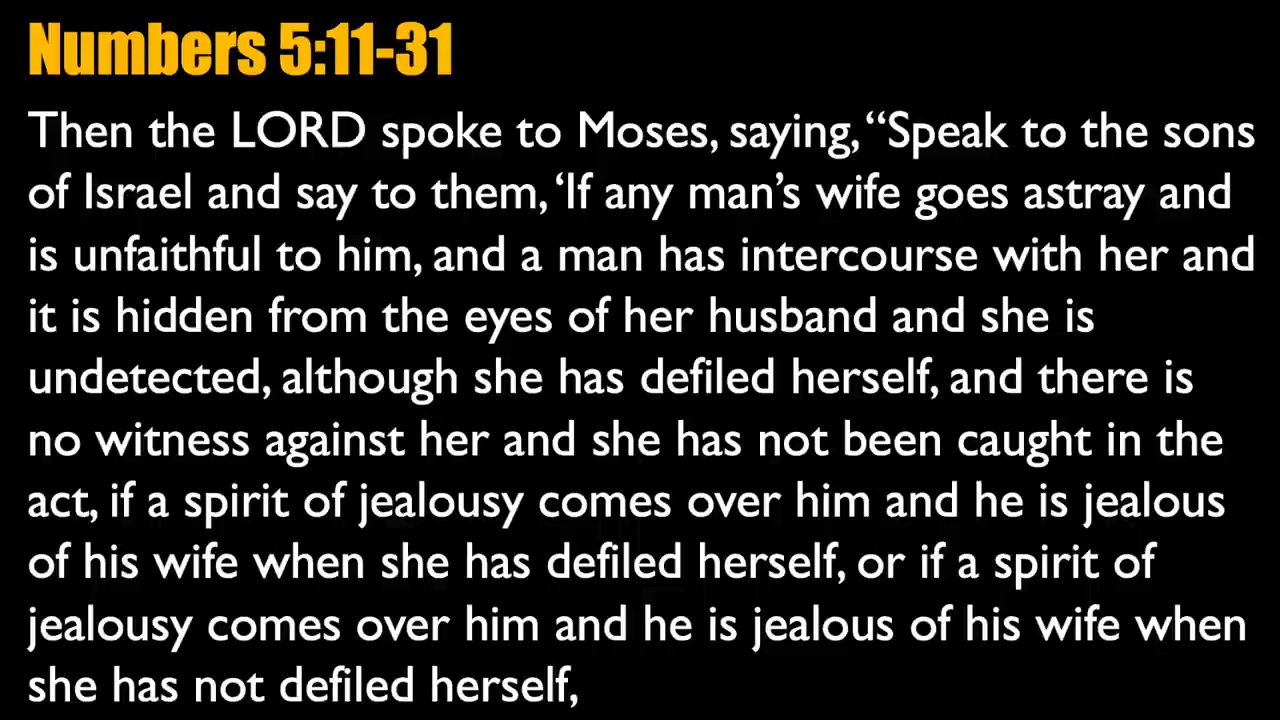 Numbers 5:11-31
Then the LORD spoke to Moses, saying, “Speak to the sons
of Israel and say to them, ‘If any man’s wife goes astray and
is unfaithful to him, and a man has intercourse with her and
it is hidden from the eyes of her husband and she is
undetected, although she has defiled herself, and there is
no witness against her and she has not been caught in the
act, if a spirit of jealousy comes over him and he is jealous
of his wife when she has defiled herself, or if a spirit of
jealousy comes over him and he is jealous of his wife when
she has not defiled herself,